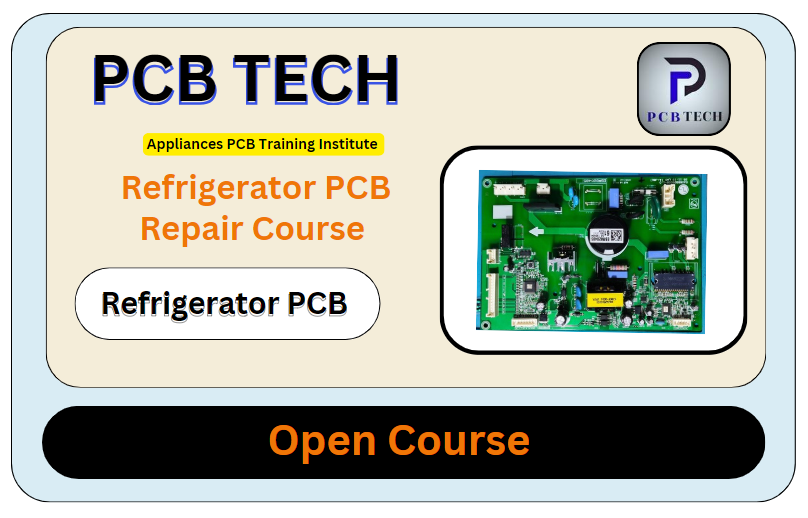 PCB TECH
PCB TECH
Appliances PCB Training Institute
Refrigerator PCB
Repair Course
Refrigerator PCB
Open Course